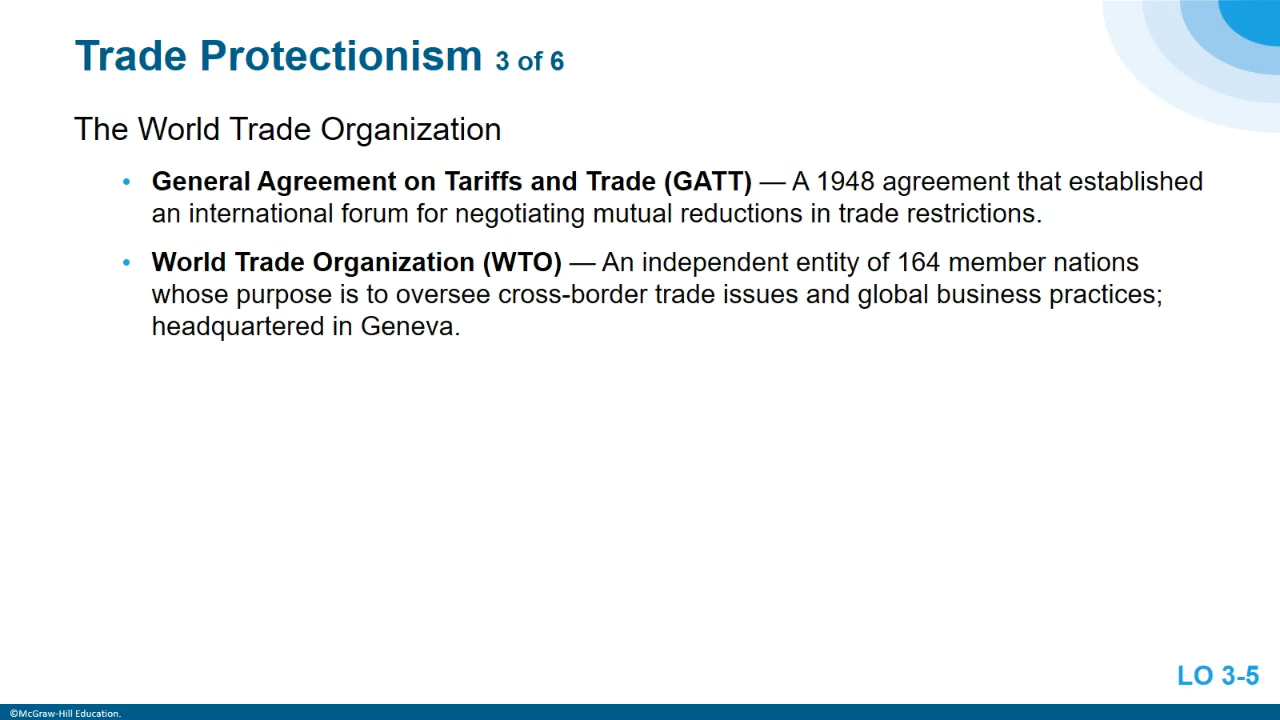 Trade Protectionism 3 of 6
The World Trade Organization
• General Agreement on Tariffs and Trade (GATT) — A 1948 agreement that established
an international forum for negotiating mutual reductions in trade restrictions.
• World Trade Organization (WTO) — An independent entity of 164 member nations
whose purpose is to oversee cross-border trade issues and global business practices;
headquartered in Geneva.
LO 3-5
©McGraw-Hill Education.